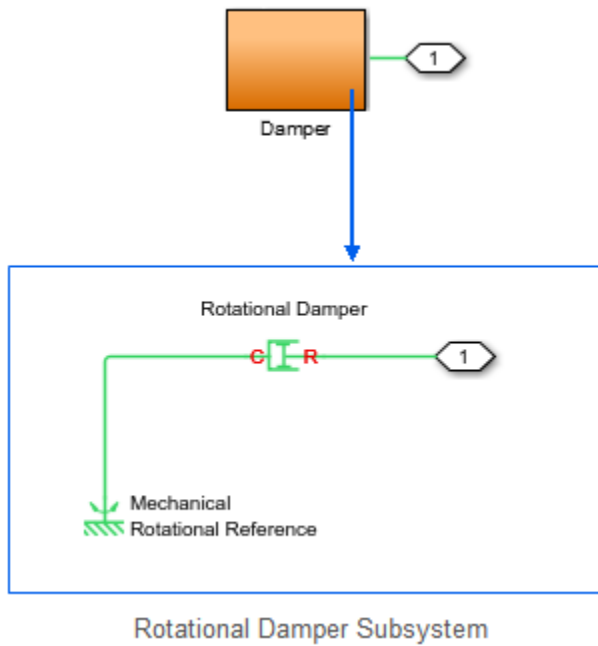 1
Damper
Rotational Damper
C R 1
Mechanical
Rotational Reference
Rotational Damper Subsystem